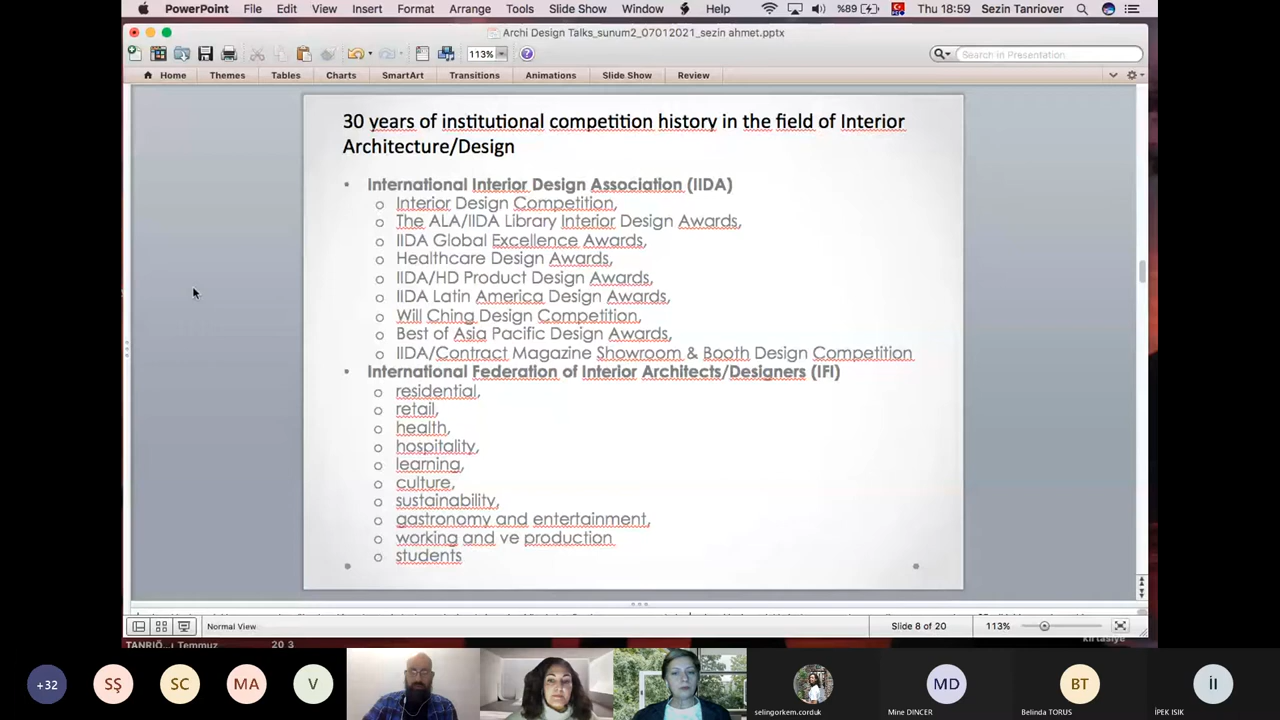 PowerPoint File Edit View Insert Format Arrange Tools Slide Show Window Help %89 Thu 18:59 Sezin Tanriover
Archi Design Talks_sunum2_07012021_sezin ahmet.pptx
113% Search in Presentation
Home Themes Tables Charts SmartArt Transitions Animations Slide Show Review
30 years of institutional competition history in the field of Interior
Architecture/Design
• International Interior Design Association (IIDA)
o Interior Design Competition,
o The ALA/IIDA Library Interior Design Awards,
o IIDA Global Excellence Awards,
o Healthcare Design Awards,
o IIDA/HD Product Design Awards,
o IIDA Latin America Design Awards,
o Will Ching Design Competition,
o Best of Asia Pacific Design Awards,
o IIDA/Contract Magazine Showroom & Booth Design Competition
• International Federation of Interior Architects/Designers (IFI)
o residential,
o retail,
o health,
o hospitality,
o learning,
o culture,
o sustainability,
o gastronomy and entertainment,
o working and ve production
o students
Normal View Slide 8 of 20 113%
Temmuz 20 3 kirtasiye
+32 SŞ SC MA V MD BT İI
selingorkem.corduk Mine DINCER Belinda TORUS İPEK ISIK